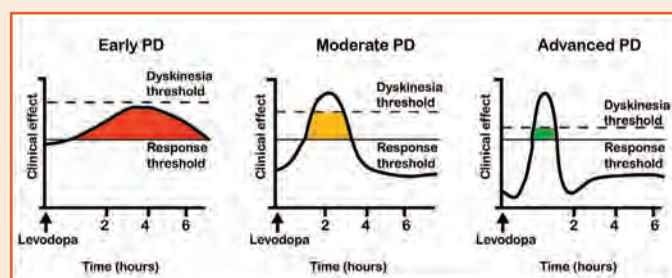 Early PD
Dyskinesia
threshold
Clinical effect
Response
threshold
2 4 6
Levodopa
Time (hours)
Moderate PD
Dyskinesia
threshold
Clinical effect
Response
threshold
2 4 6
Levodopa
Time (hours)
Advanced PD
Dyskinesia
threshold
Clinical effect
Response
threshold
2 4 6
Levodopa
Time (hours)